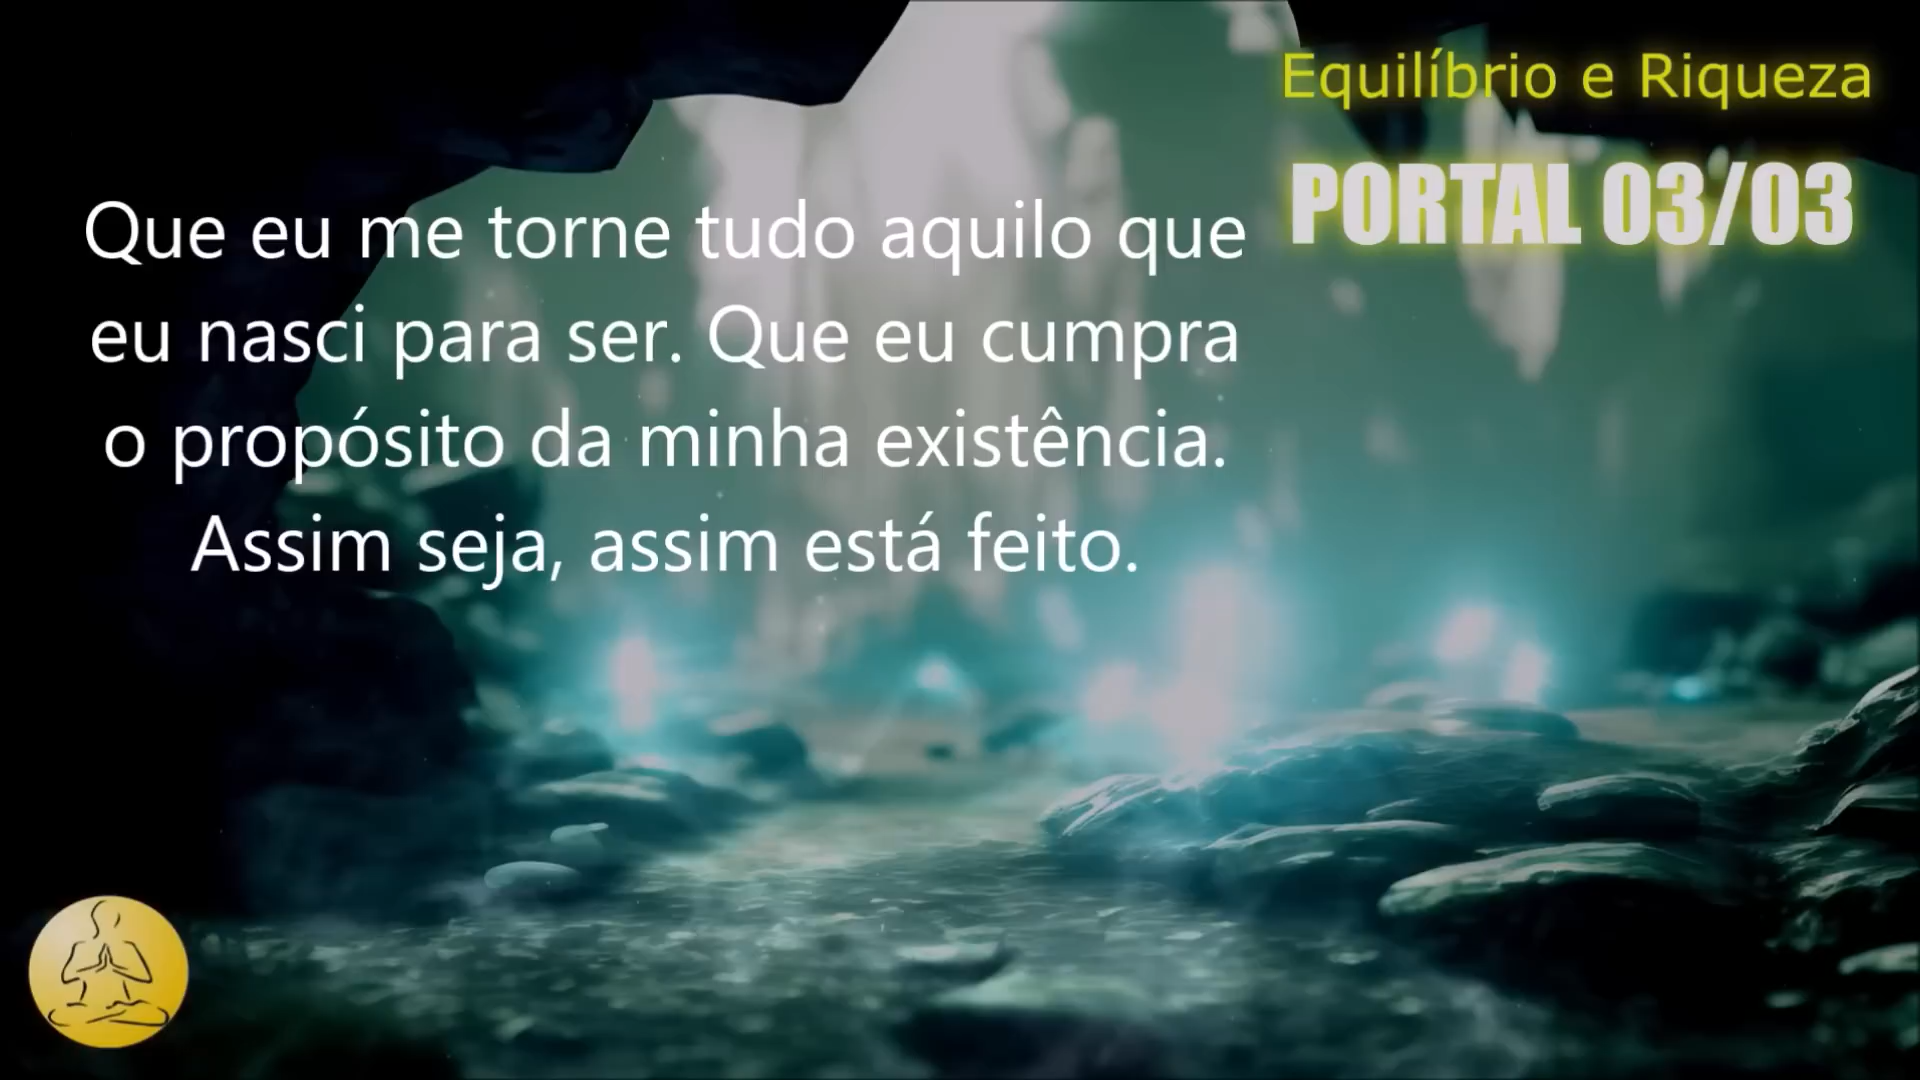 Equilíbrio e Riqueza
PORTAL 03/03
Que eu me torne tudo aquilo que
eu nasci para ser. Que eu cumpra
o propósito da minha existência.
Assim seja, assim está feito.